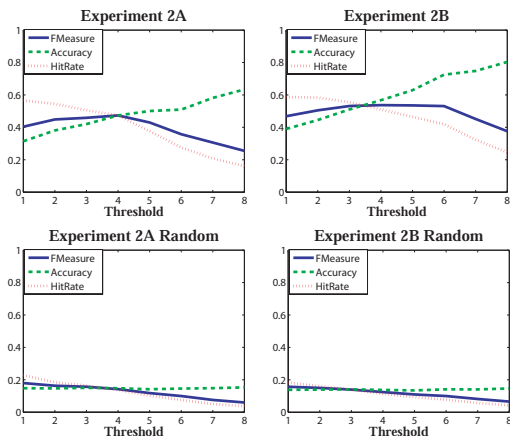 Experiment 2A
1
0.8
0.6
0.4
0.2
0
FMeasure
Accuracy
HitRate
1 2 3 4 5 6 7 8
Threshold
Experiment 2B
1
0.8
0.6
0.4
0.2
0
FMeasure
Accuracy
HitRate
1 2 3 4 5 6 7 8
Threshold
Experiment 2A Random
1
0.8
0.6
0.4
0.2
0
FMeasure
Accuracy
HitRate
1 2 3 4 5 6 7 8
Threshold
Experiment 2B Random
1
0.8
0.6
0.4
0.2
0
FMeasure
Accuracy
HitRate
1 2 3 4 5 6 7 8
Threshold